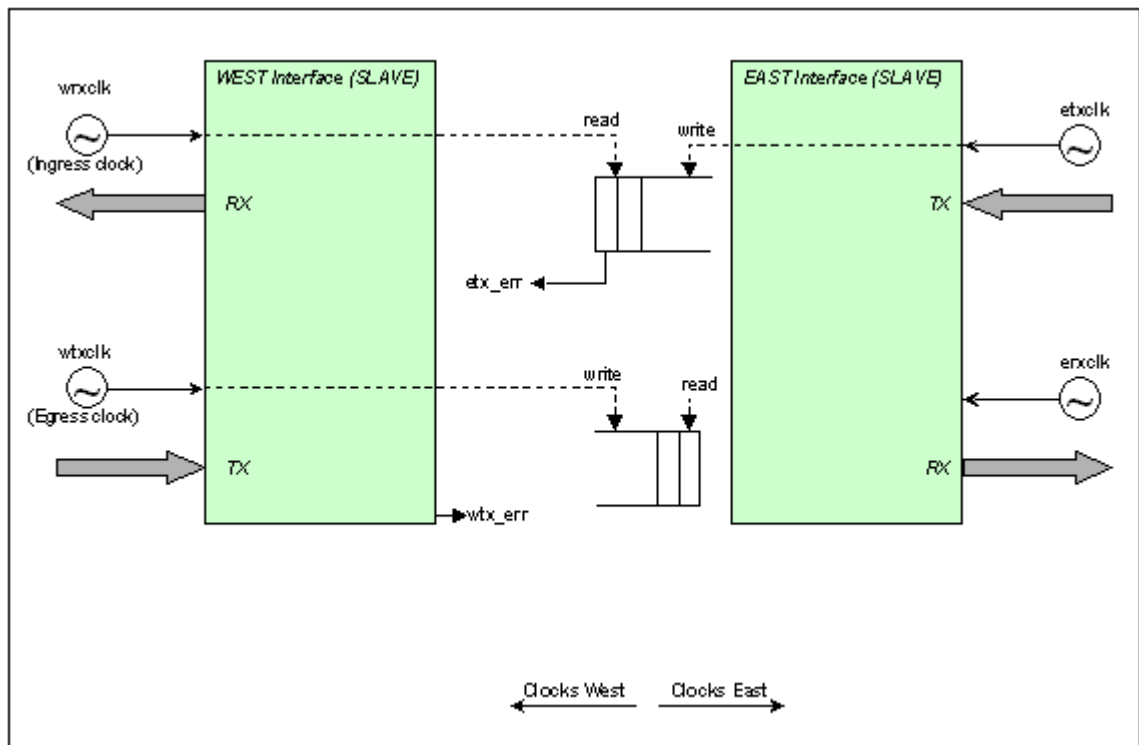 WEST Interface (SLAVE)
EAST Interface (SLAVE)
wrxclk
(Ingress clock)
RX
read
write
etxclk
TX
etx_err
wtxclk
(Egress clock)
TX
write
read
erxclk
RX
wtx_err
Clocks West
Clocks East